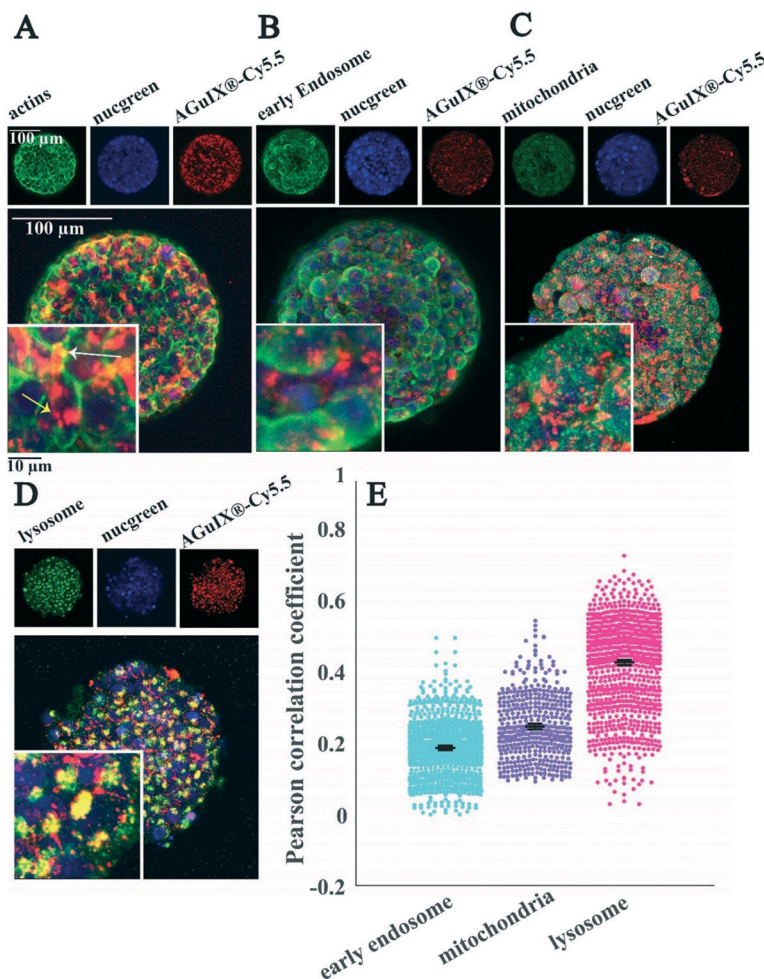 A
B
C
actins
nucgreen
AGuIX®-Cy5.5
early Endosome
nucgreen
AGuIX®-Cy5.5
mitochondria
nucgreen
AGuIX®-Cy5.5
100 µm
100 µm
10 µm
D
lysosome
nucgreen
AGuIX®-Cy5.5
E
Pearson correlation coefficient
1
0.8
0.6
0.4
0.2
0
-0.2
early endosome
mitochondria
lysosome